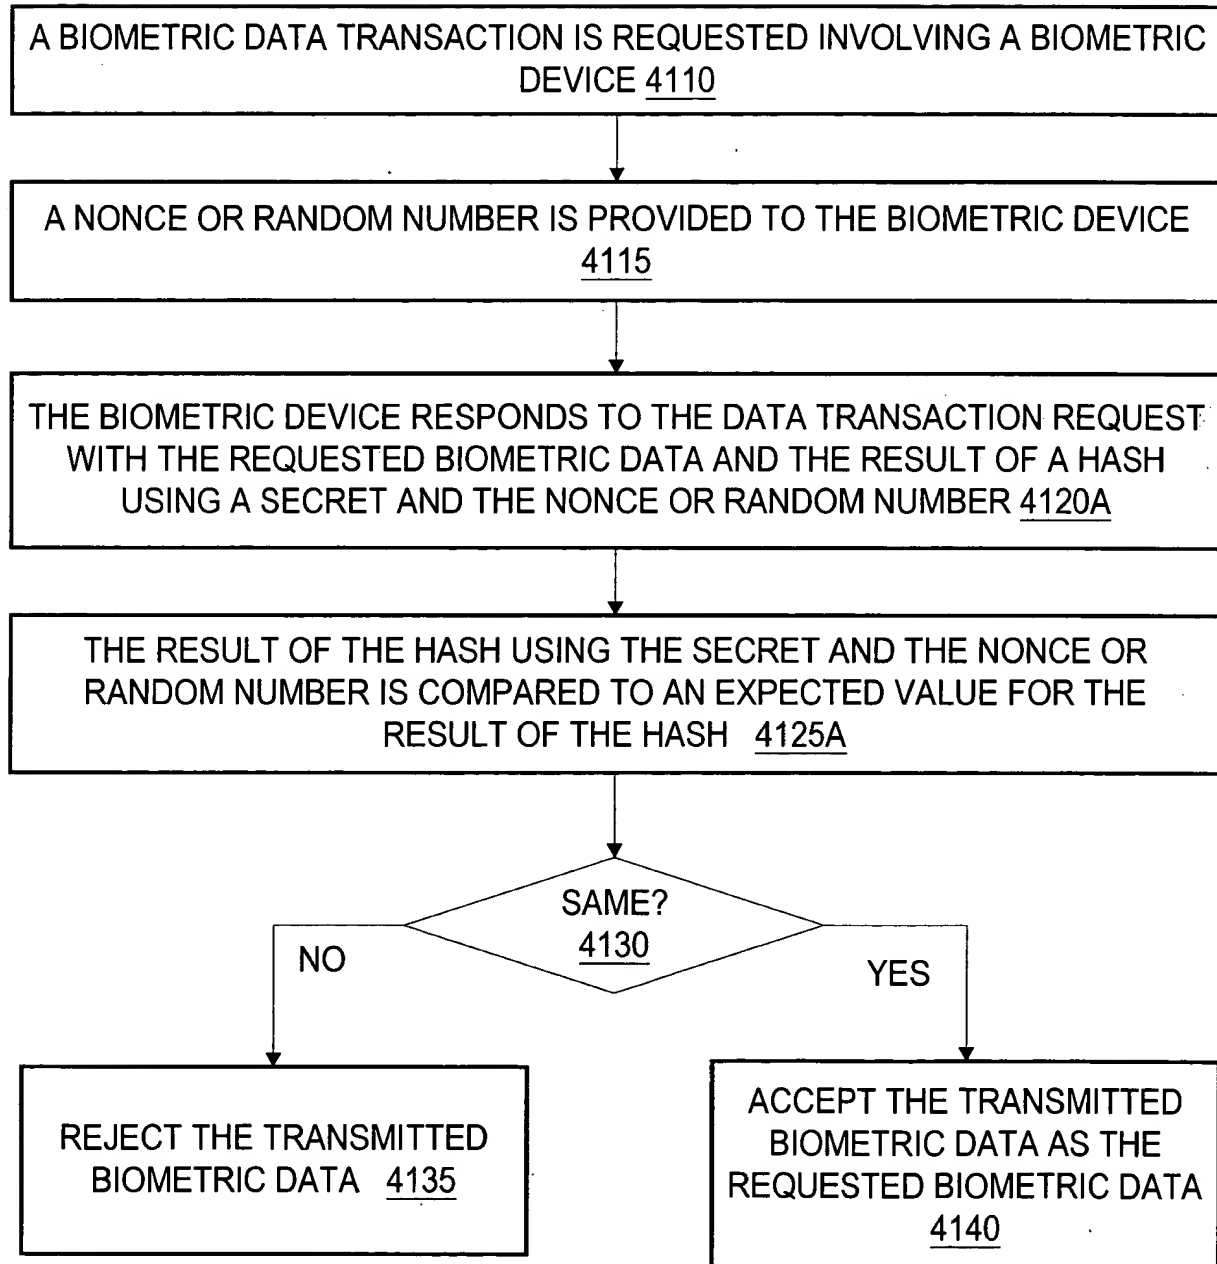 A BIOMETRIC DATA TRANSACTION IS REQUESTED INVOLVING A BIOMETRIC
DEVICE 4110
A NONCE OR RANDOM NUMBER IS PROVIDED TO THE BIOMETRIC DEVICE
4115
THE BIOMETRIC DEVICE RESPONDS TO THE DATA TRANSACTION REQUEST
WITH THE REQUESTED BIOMETRIC DATA AND THE RESULT OF A HASH
USING A SECRET AND THE NONCE OR RANDOM NUMBER 4120A
THE RESULT OF THE HASH USING THE SECRET AND THE NONCE OR
RANDOM NUMBER IS COMPARED TO AN EXPECTED VALUE FOR THE
RESULT OF THE HASH 4125A
SAME?
4130
NO
YES
REJECT THE TRANSMITTED
BIOMETRIC DATA 4135
ACCEPT THE TRANSMITTED
BIOMETRIC DATA AS THE
REQUESTED BIOMETRIC DATA
4140